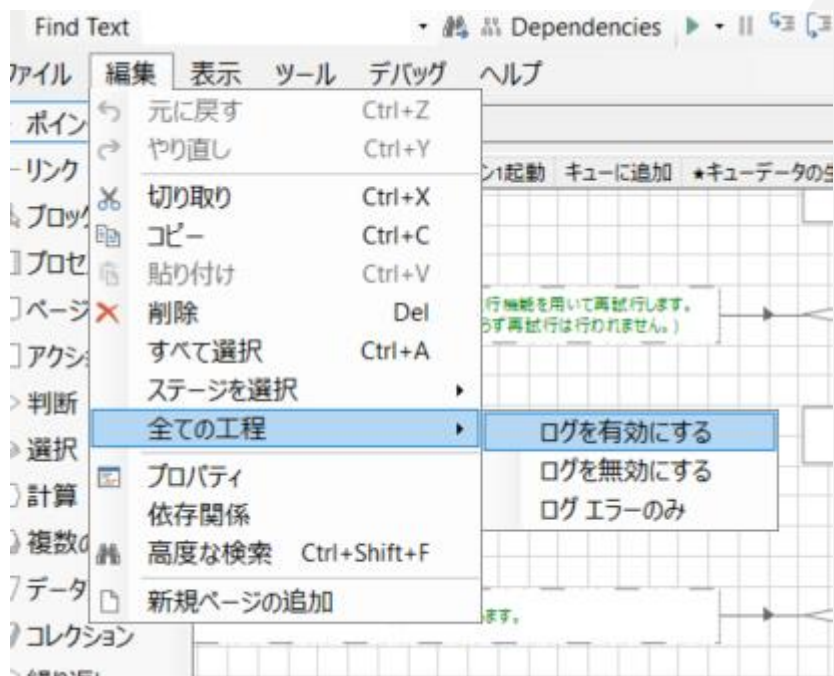 Find Text Dependencies
ファイル 編集 表示 ツール デバッグ ヘルプ
元に戻す Ctrl+Z
やり直し Ctrl+Y
切り取り Ctrl+X
コピー Ctrl+C
貼り付け Ctrl+V
削除 Del
すべて選択 Ctrl+A
ステージを選択
全ての工程
ログを有効にする
ログを無効にする
ログ エラーのみ
プロパティ
依存関係
高度な検索 Ctrl+Shift+F
新規ページの追加
ポイン
リンク
ブロック
プロセ
ページ
アクショ
判断
選択
計算
複数の
データ
コレクション
ン1起動 キューに追加 ★キューデータの生
行機能を用いて再試行します。
らず再試行は行われません。)
ます。